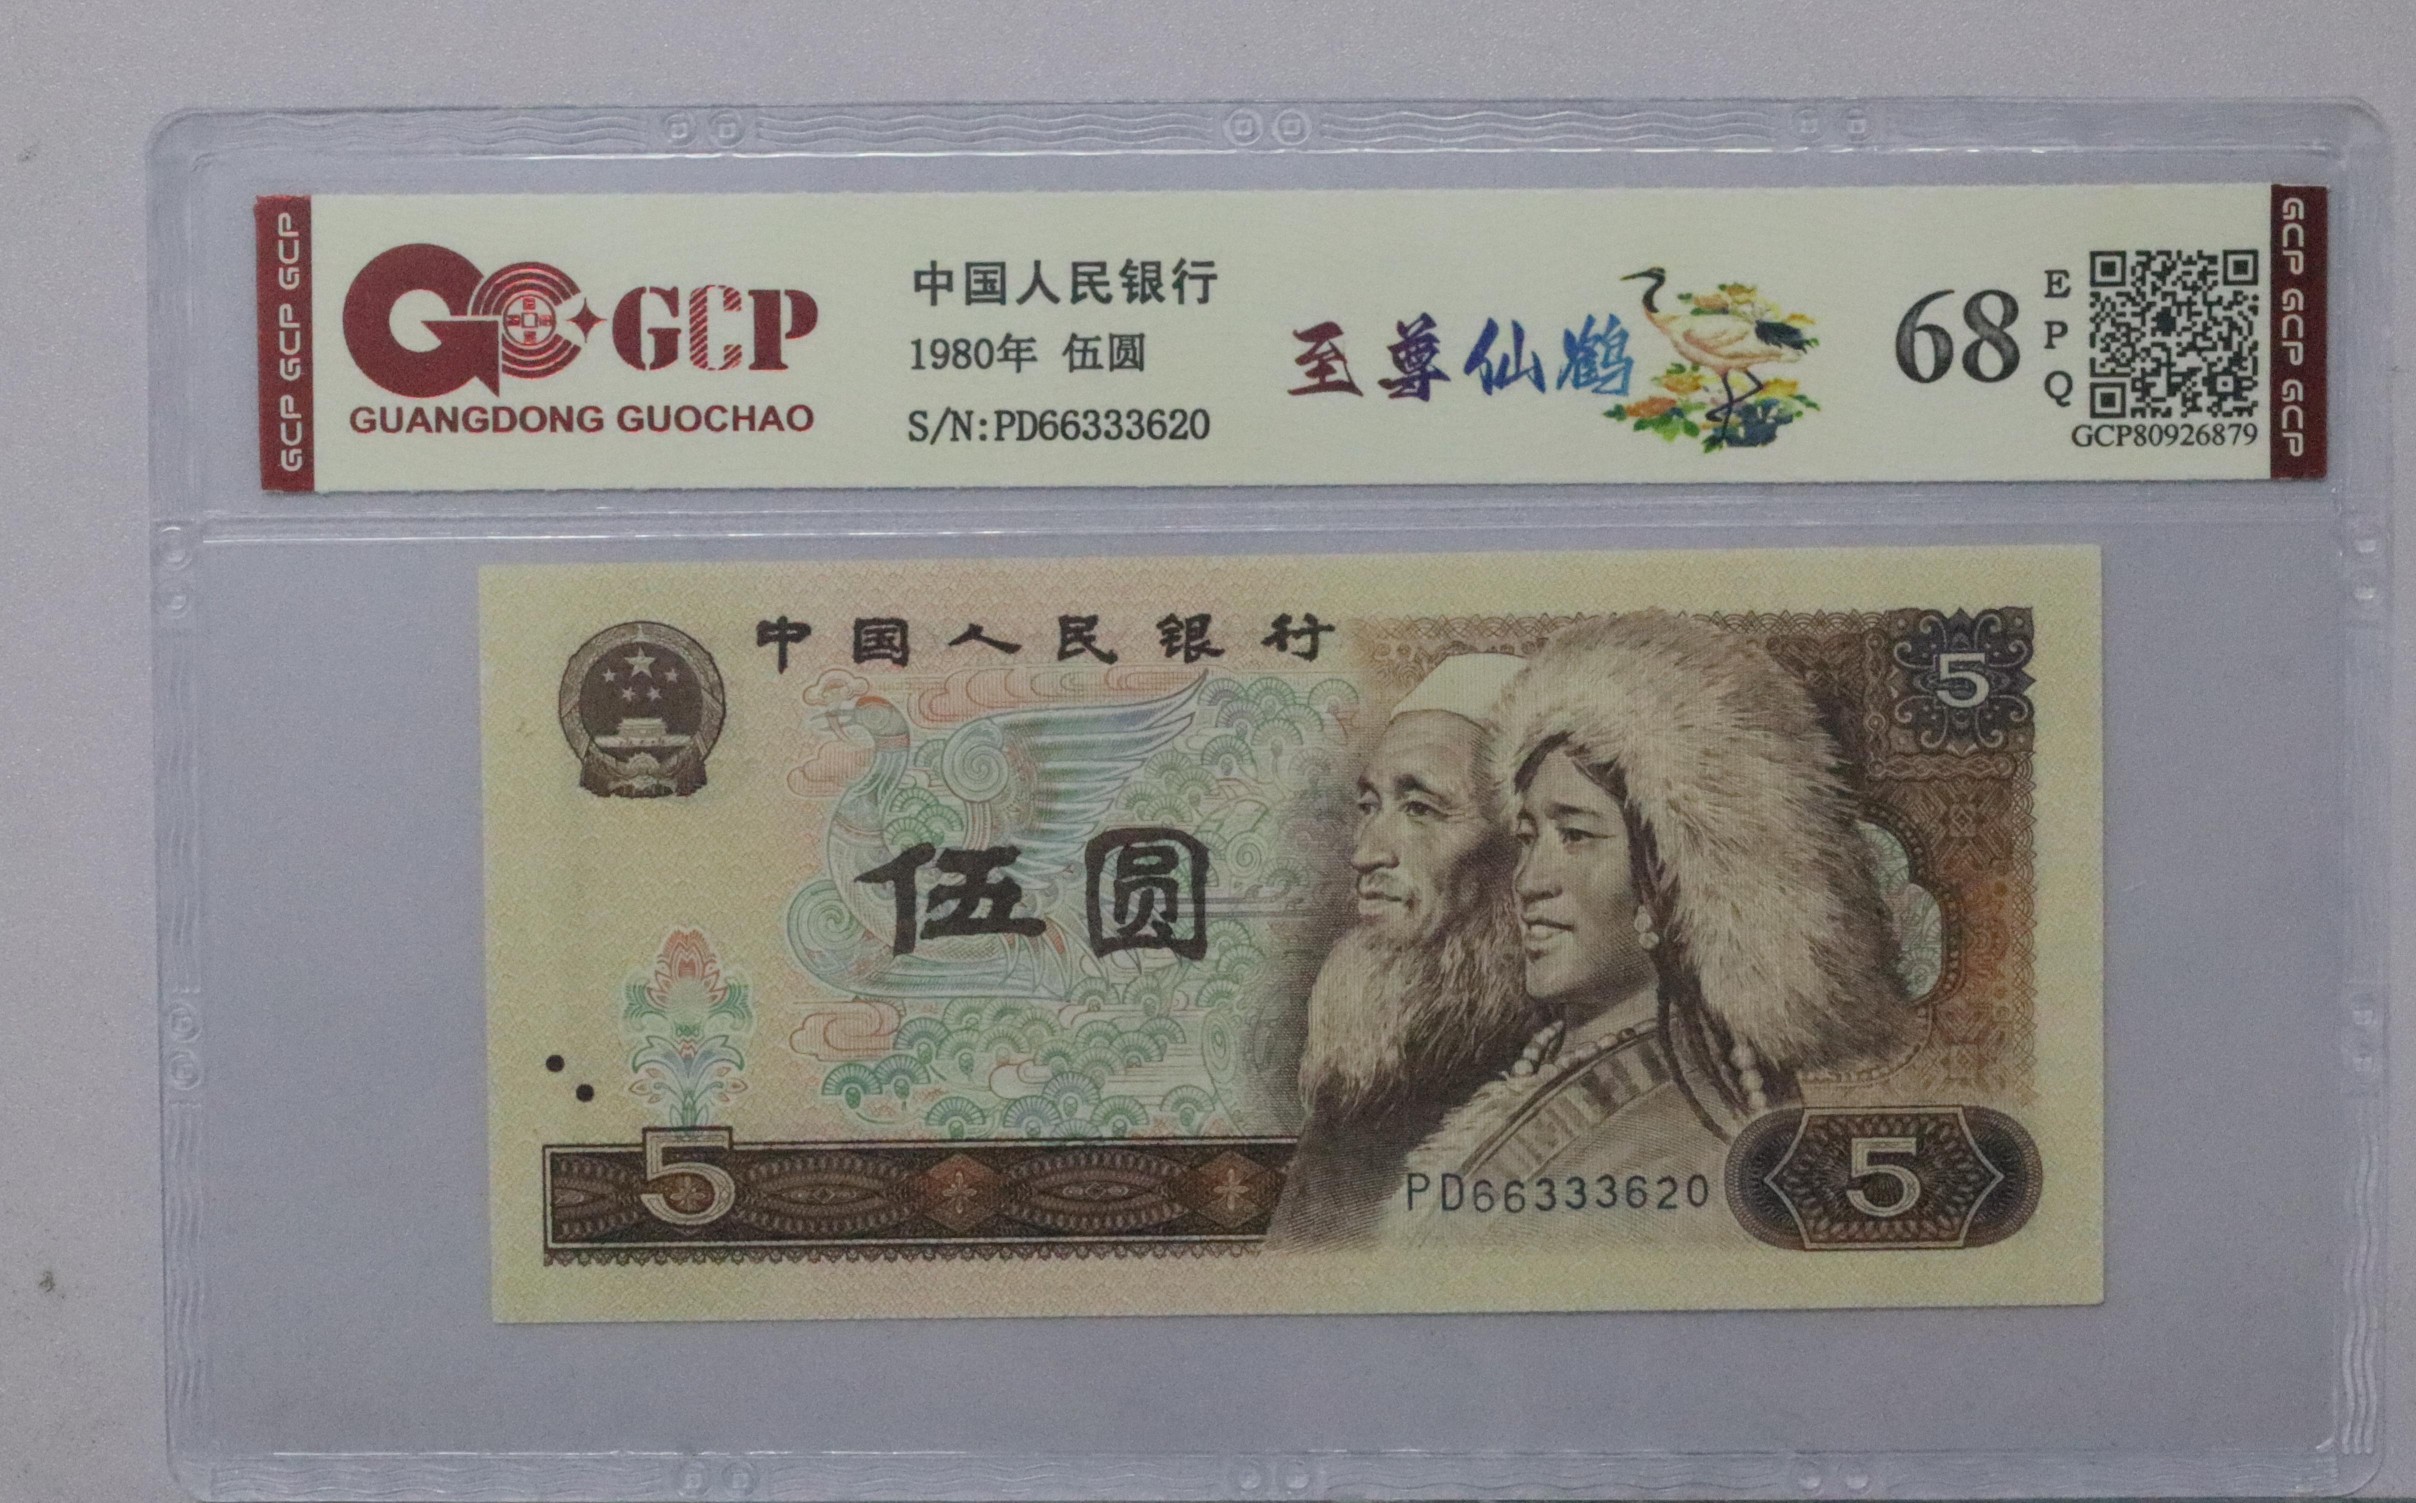 GCP GCP GCP
GCP
GUANGDONG GUOCHAO
中国人民银行
1980年 伍圆
S/N:PD66333620
至尊仙鹤
68
E
P
Q
GCP80926879
GCP GCP GCP
中国人民银行
5
伍圆
5
PD66333620
5